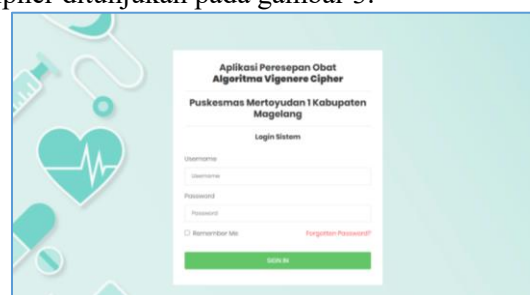 ditunjukan pada gambar 3.
Aplikasi Peresepan Obat
Algoritma Vigenere Cipher
Puskesmas Mertoyudan 1 Kabupaten
Magelang
Login Sistem
Username
Username
Password
Password
Remember Me
Forgotten Password?
SIGN IN